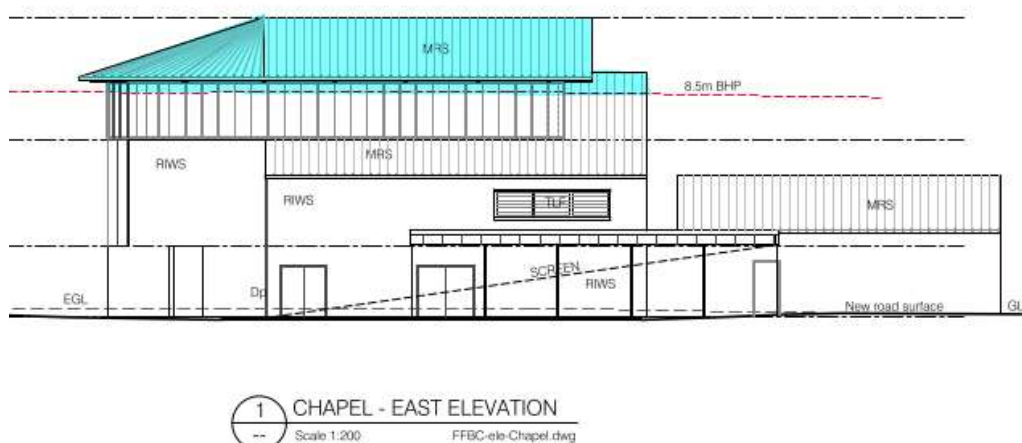 MRS
8.5m BHP
RIWS
MRS
RIWS
TLF
MRS
SCREEN
RIWS
Dp
EGL
New road surface
GL
1
CHAPEL - EAST ELEVATION
--
Scale 1:200
FFBC-ele-Chapel.dwg